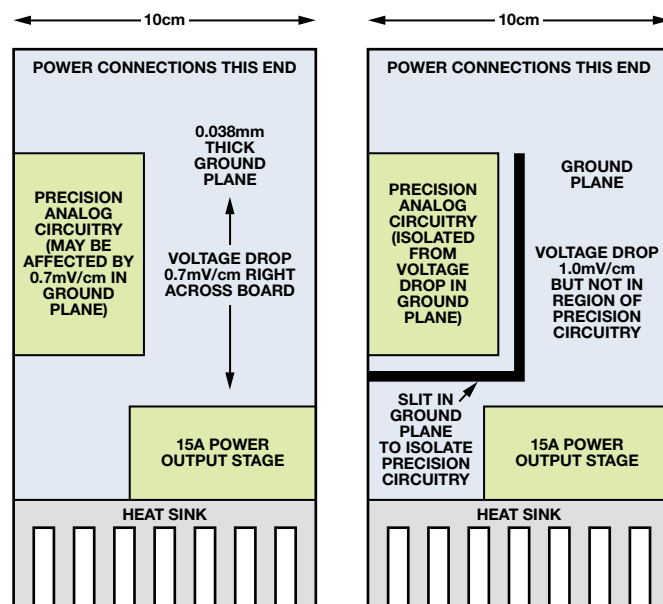 10cm
POWER CONNECTIONS THIS END
0.038mm
THICK
GROUND
PLANE
PRECISION
ANALOG
CIRCUITRY
(MAY BE
AFFECTED BY
0.7mV/cm IN
GROUND
PLANE)
VOLTAGE DROP
0.7mV/cm RIGHT
ACROSS BOARD
15A POWER
OUTPUT STAGE
HEAT SINK
10cm
POWER CONNECTIONS THIS END
PRECISION
ANALOG
CIRCUITRY
(ISOLATED
FROM
VOLTAGE
DROP IN
GROUND
PLANE)
GROUND
PLANE
VOLTAGE DROP
1.0mV/cm
BUT NOT IN
REGION OF
PRECISION
CIRCUITRY
SLIT IN
GROUND
PLANE
TO ISOLATE
PRECISION
CIRCUITRY
15A POWER
OUTPUT STAGE
HEAT SINK